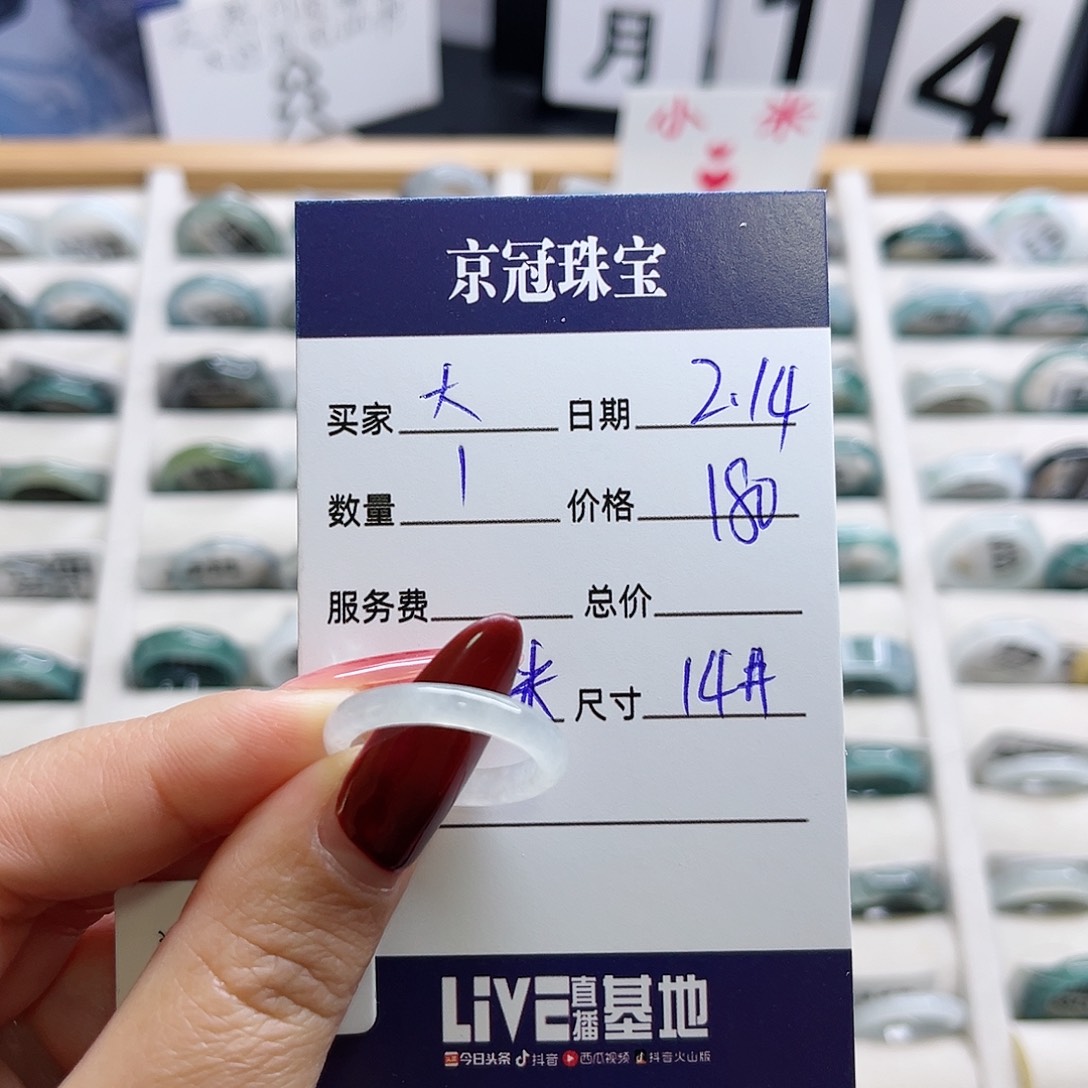 月 1 4
小 米
京冠珠宝
买家 大 日期 2.14
数量 1 价格 180
服务费 总价
米 尺寸 14#
LiVE直播基地
今日头条 抖音 西瓜视频 抖音火山版